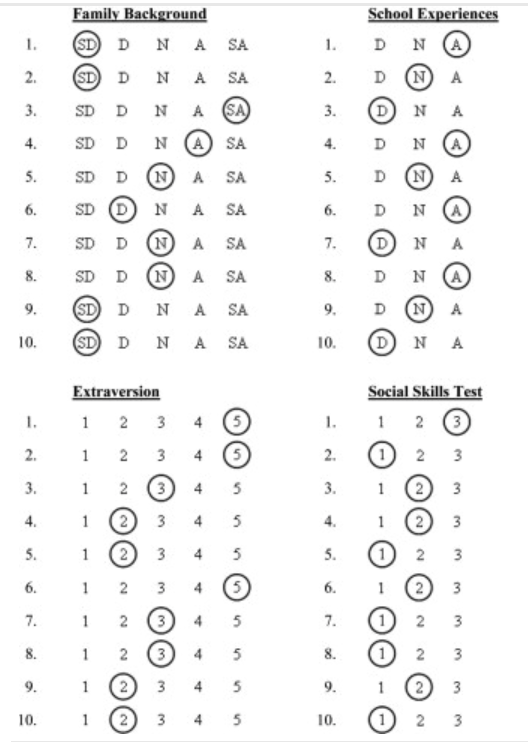 Family Background
1. SD D N A SA
2. SD D N A SA
3. SD D N A SA
4. SD D N A SA
5. SD D N A SA
6. SD D N A SA
7. SD D N A SA
8. SD D N A SA
9. SD D N A SA
10. SD D N A SA
School Experiences
1. D N A
2. D N A
3. D N A
4. D N A
5. D N A
6. D N A
7. D N A
8. D N A
9. D N A
10. D N A
Extraversion
1. 1 2 3 4 5
2. 1 2 3 4 5
3. 1 2 3 4 5
4. 1 2 3 4 5
5. 1 2 3 4 5
6. 1 2 3 4 5
7. 1 2 3 4 5
8. 1 2 3 4 5
9. 1 2 3 4 5
10. 1 2 3 4 5
Social Skills Test
1. 1 2 3
2. 1 2 3
3. 1 2 3
4. 1 2 3
5. 1 2 3
6. 1 2 3
7. 1 2 3
8. 1 2 3
9. 1 2 3
10. 1 2 3